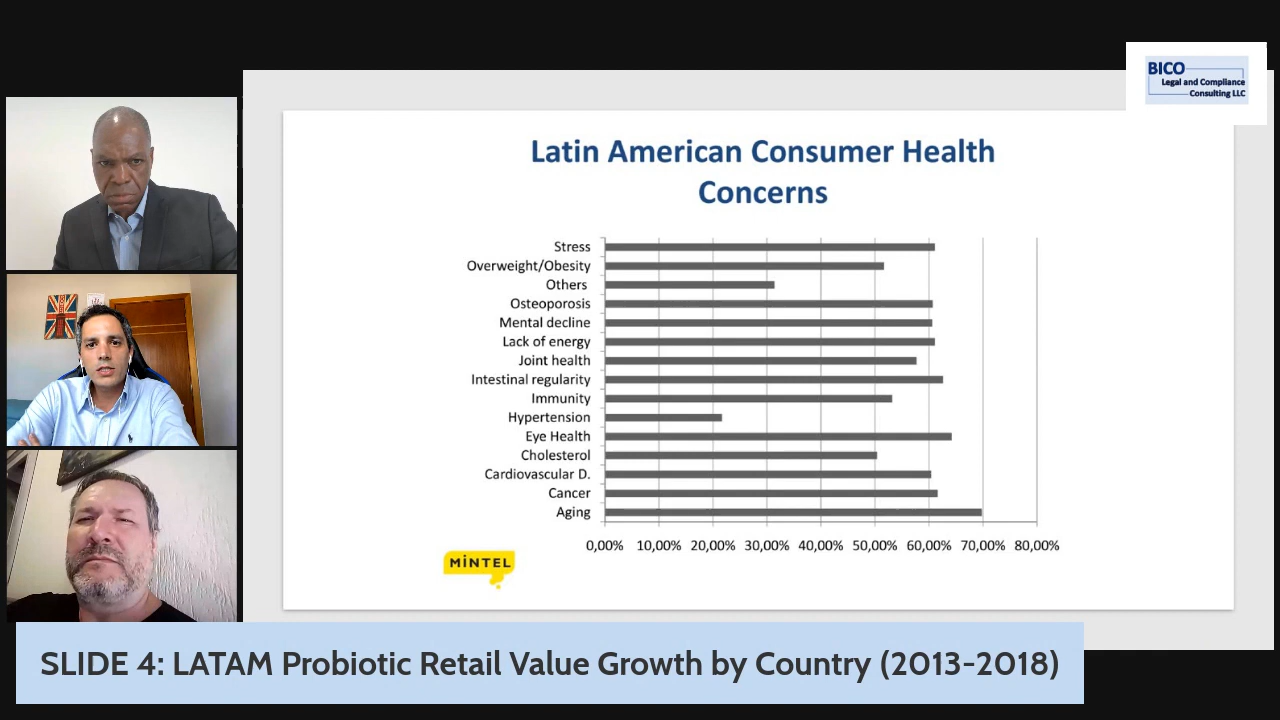 BICO
Legal and Compliance
Consulting LLC
Latin American Consumer Health
Concerns
Stress
Overweight/Obesity
Others
Osteoporosis
Mental decline
Lack of energy
Joint health
Intestinal regularity
Immunity
Hypertension
Eye Health
Cholesterol
Cardiovascular D.
Cancer
Aging
0,00% 10,00% 20,00% 30,00% 40,00% 50,00% 60,00% 70,00% 80,00%
MiNTEL
SLIDE 4: LATAM Probiotic Retail Value Growth by Country (2013-2018)